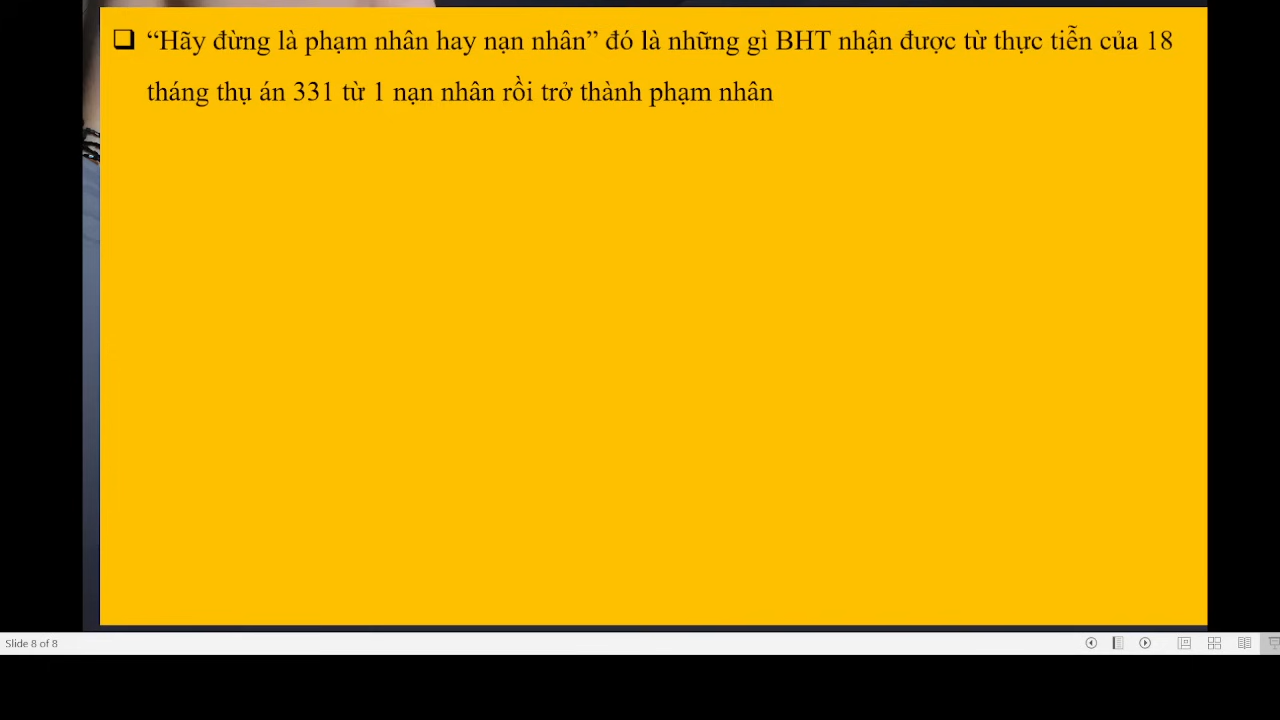 “Hãy đừng là phạm nhân hay nạn nhân” đó là những gì BHT nhận được từ thực tiễn của 18
tháng thụ án 331 từ 1 nạn nhân rồi trở thành phạm nhân
Slide 8 of 8